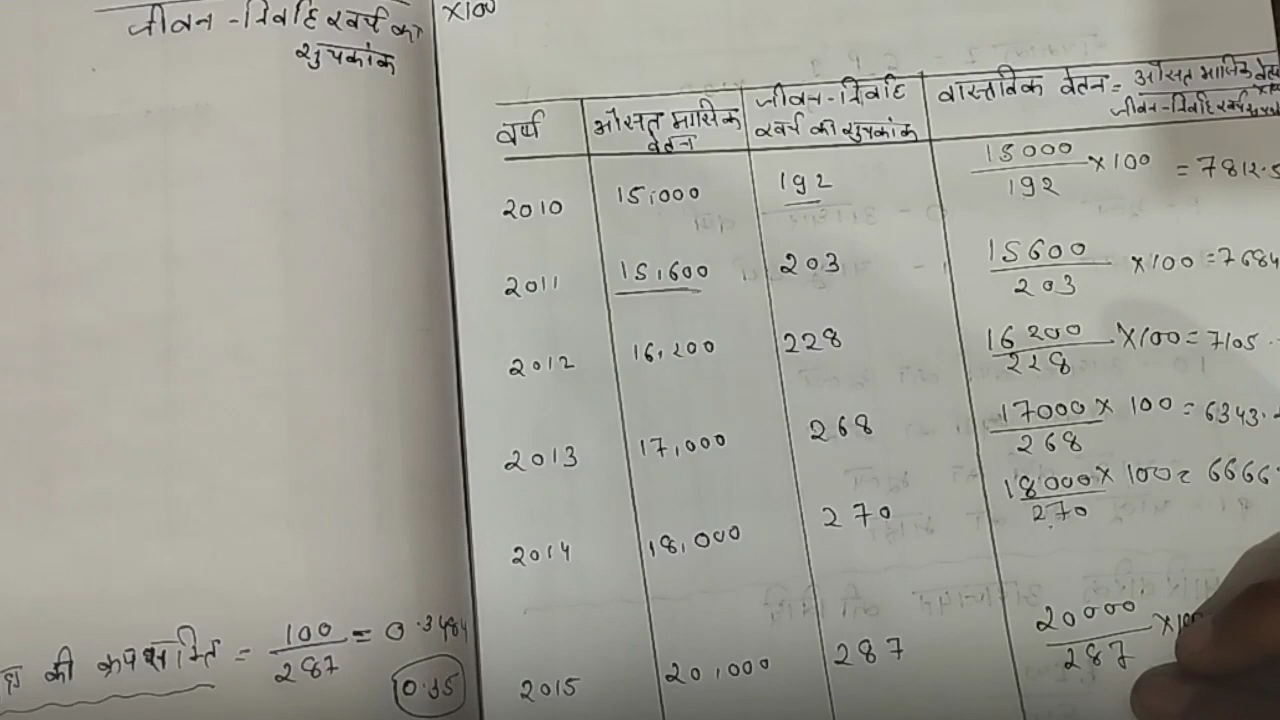 जीवन-निर्वाह खर्च का
सुचकांक
की क्रयशक्ति = 100/287 = 0.3484
0.35
×100
वर्ष औसत मासिक वेतन जीवन-निर्वाह खर्च की सुचकांक वास्तविक वेतन = औसत मासिक वेतन/जीवन-निर्वाह खर्च
2010 15,000 192 15000/192 ×100 = 7812.5
2011 15,600 203 15600/203 ×100 = 7684
2012 16,200 228 16200/228 ×100 = 7105.
2013 17,000 268 17000/268 × 100 = 6343.
2014 18,000 270 18000/270 × 100 = 6666
2015 20,000 287 20000/287 ×100